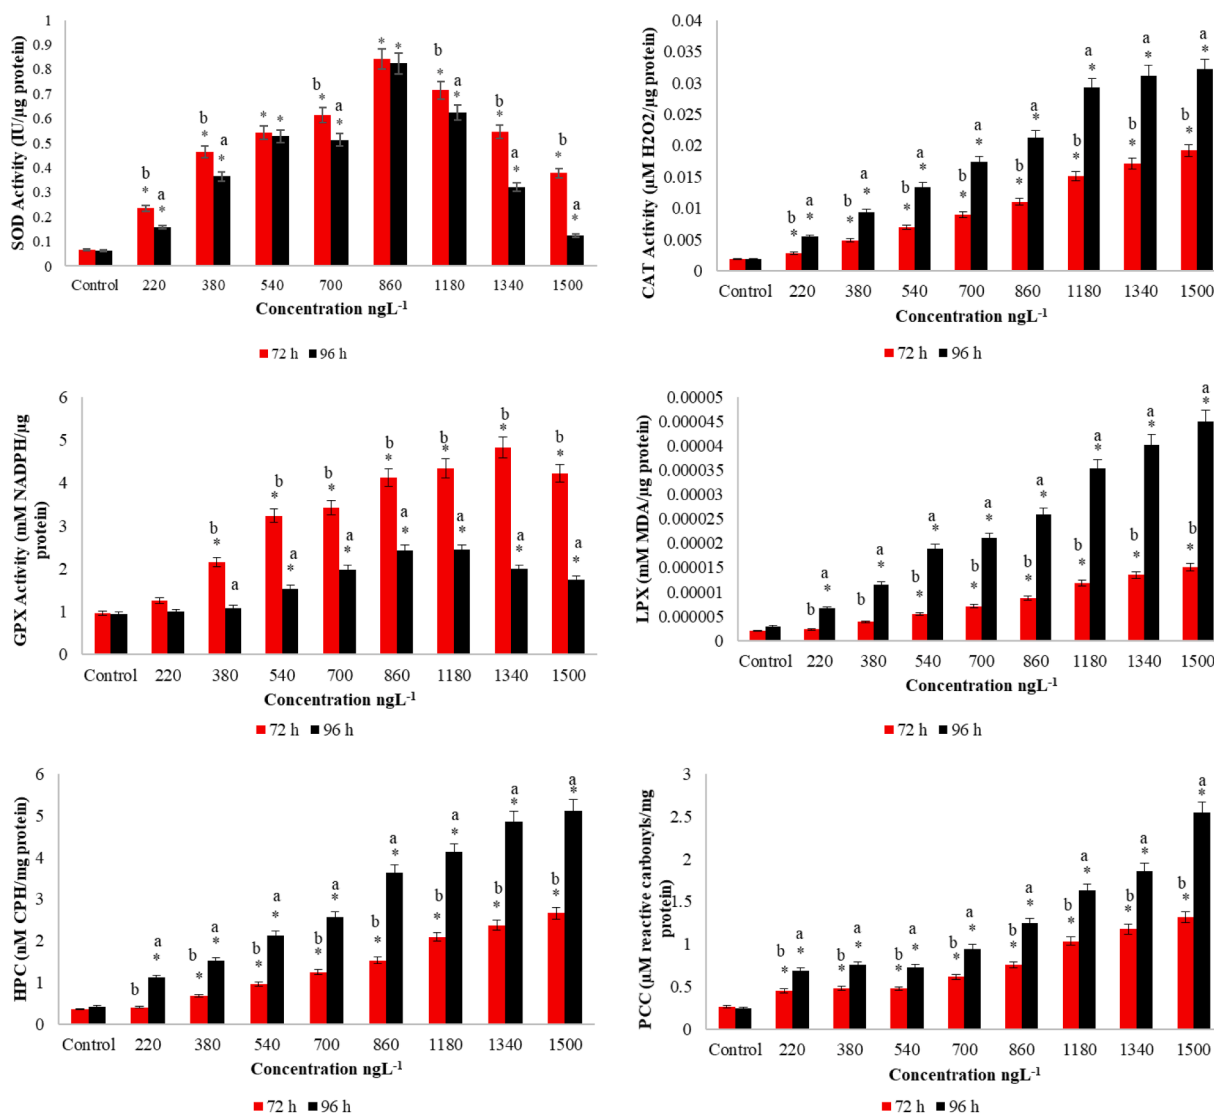 SOD Activity (IU/µg protein)
1
0.9
0.8
0.7
0.6
0.5
0.4
0.3
0.2
0.1
0
b * a *
b * a *
* *
b * a *
* *
b * a *
b * a *
b * a *
Control 220 380 540 700 860 1180 1340 1500
Concentration ngL⁻¹
72 h 96 h
CAT Activity (µM H2O2/µg protein)
0.04
0.035
0.03
0.025
0.02
0.015
0.01
0.005
0
b * a *
b * a *
b * a *
b * a *
b * a *
b * a *
b * a *
b * a *
Control 220 380 540 700 860 1180 1340 1500
Concentration ngL⁻¹
72 h 96 h
GPX Activity (mM NADPH/µg
protein)
6
5
4
3
2
1
0
b * a
b * a *
b * a *
b * a *
b * a *
b * a *
b * a *
Control 220 380 540 700 860 1180 1340 1500
Concentration ngL⁻¹
72 h 96 h
LPX (mM MDA/µg protein)
0.00005
0.000045
0.00004
0.000035
0.00003
0.000025
0.00002
0.000015
0.00001
0.000005
0
b a *
b a *
b * a *
b * a *
b * a *
b * a *
b * a *
b * a *
Control 220 380 540 700 860 1180 1340 1500
Concentration ngL⁻¹
72 h 96 h
HPC (nM CPH/mg protein)
6
5
4
3
2
1
0
b a *
b * a *
b * a *
b * a *
b * a *
b * a *
b * a *
b * a *
Control 220 380 540 700 860 1180 1340 1500
Concentration ngL⁻¹
72 h 96 h
PCC (µM reactive carbonyls/mg
protein)
3
2.5
2
1.5
1
0.5
0
b * a *
b * a *
b * a *
b * a *
b * a *
b * a *
b * a *
b * a *
Control 220 380 540 700 860 1180 1340 1500
Concentration ngL⁻¹
72 h 96 h